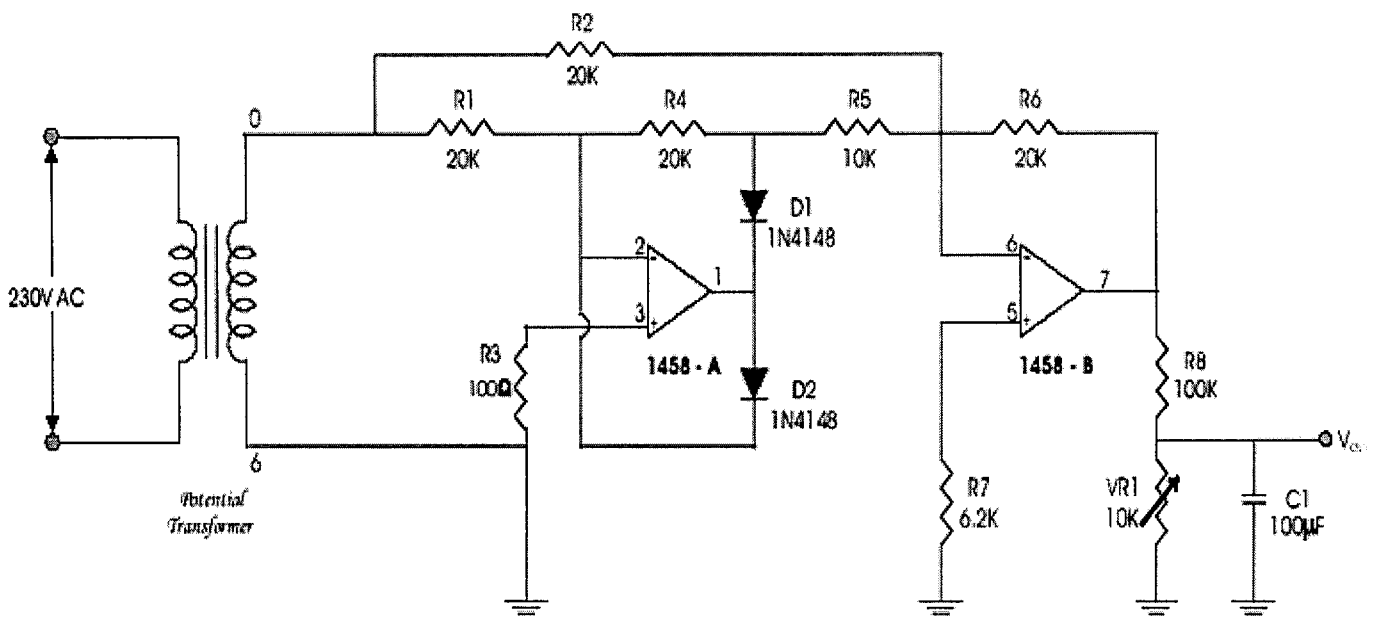 R2
20K
0
R1
20K
R4
20K
R5
10K
R6
20K
D1
1N4148
230V AC
2
-
1
3
+
1458 - A
6
-
7
5
+
1458 - B
R3
100Ω
D2
1N4148
R8
100K
6
Potential
Transformer
R7
6.2K
VR1
10K
C1
100µF